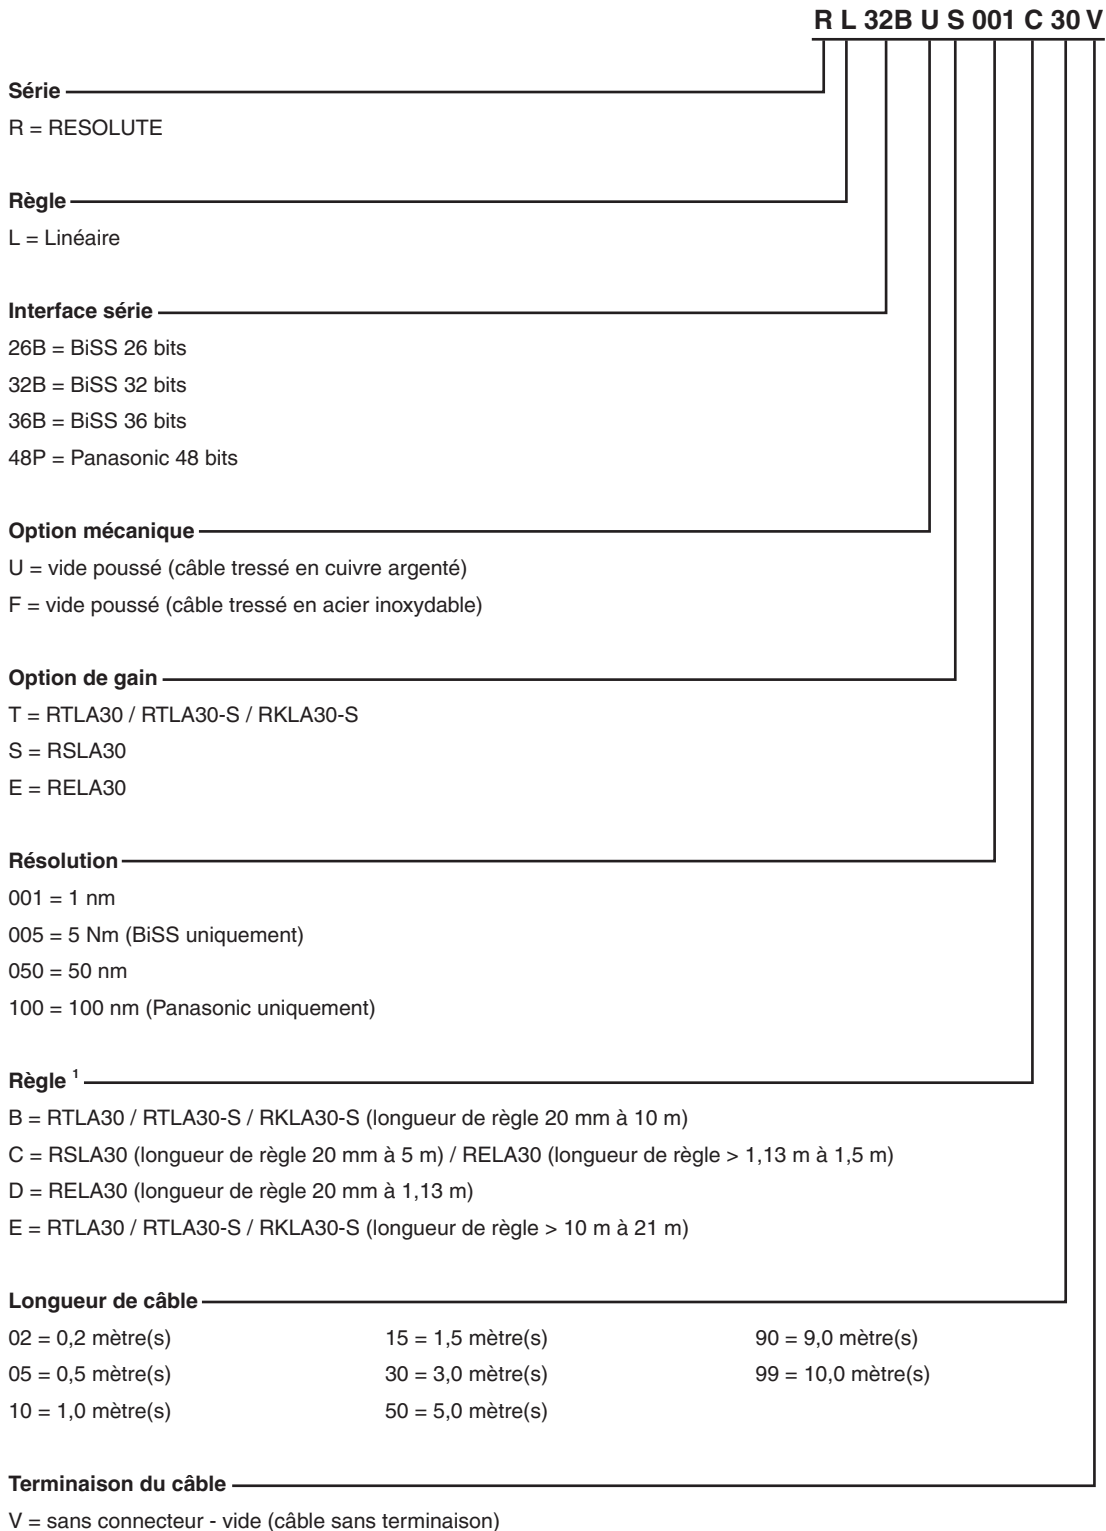 R L 32B U S 001 C 30 V
Série
R = RESOLUTE
Règle
L = Linéaire
Interface série
26B = BiSS 26 bits
32B = BiSS 32 bits
36B = BiSS 36 bits
48P = Panasonic 48 bits
Option mécanique
U = vide poussé (câble tressé en cuivre argenté)
F = vide poussé (câble tressé en acier inoxydable)
Option de gain
T = RTLA30 / RTLA30-S / RKLA30-S
S = RSLA30
E = RELA30
Résolution
001 = 1 nm
005 = 5 Nm (BiSS uniquement)
050 = 50 nm
100 = 100 nm (Panasonic uniquement)
Règle 1
B = RTLA30 / RTLA30-S / RKLA30-S (longueur de règle 20 mm à 10 m)
C = RSLA30 (longueur de règle 20 mm à 5 m) / RELA30 (longueur de règle > 1,13 m à 1,5 m)
D = RELA30 (longueur de règle 20 mm à 1,13 m)
E = RTLA30 / RTLA30-S / RKLA30-S (longueur de règle > 10 m à 21 m)
Longueur de câble
02 = 0,2 mètre(s) 15 = 1,5 mètre(s) 90 = 9,0 mètre(s)
05 = 0,5 mètre(s) 30 = 3,0 mètre(s) 99 = 10,0 mètre(s)
10 = 1,0 mètre(s) 50 = 5,0 mètre(s)
Terminaison du câble
V = sans connecteur - vide (câble sans terminaison)